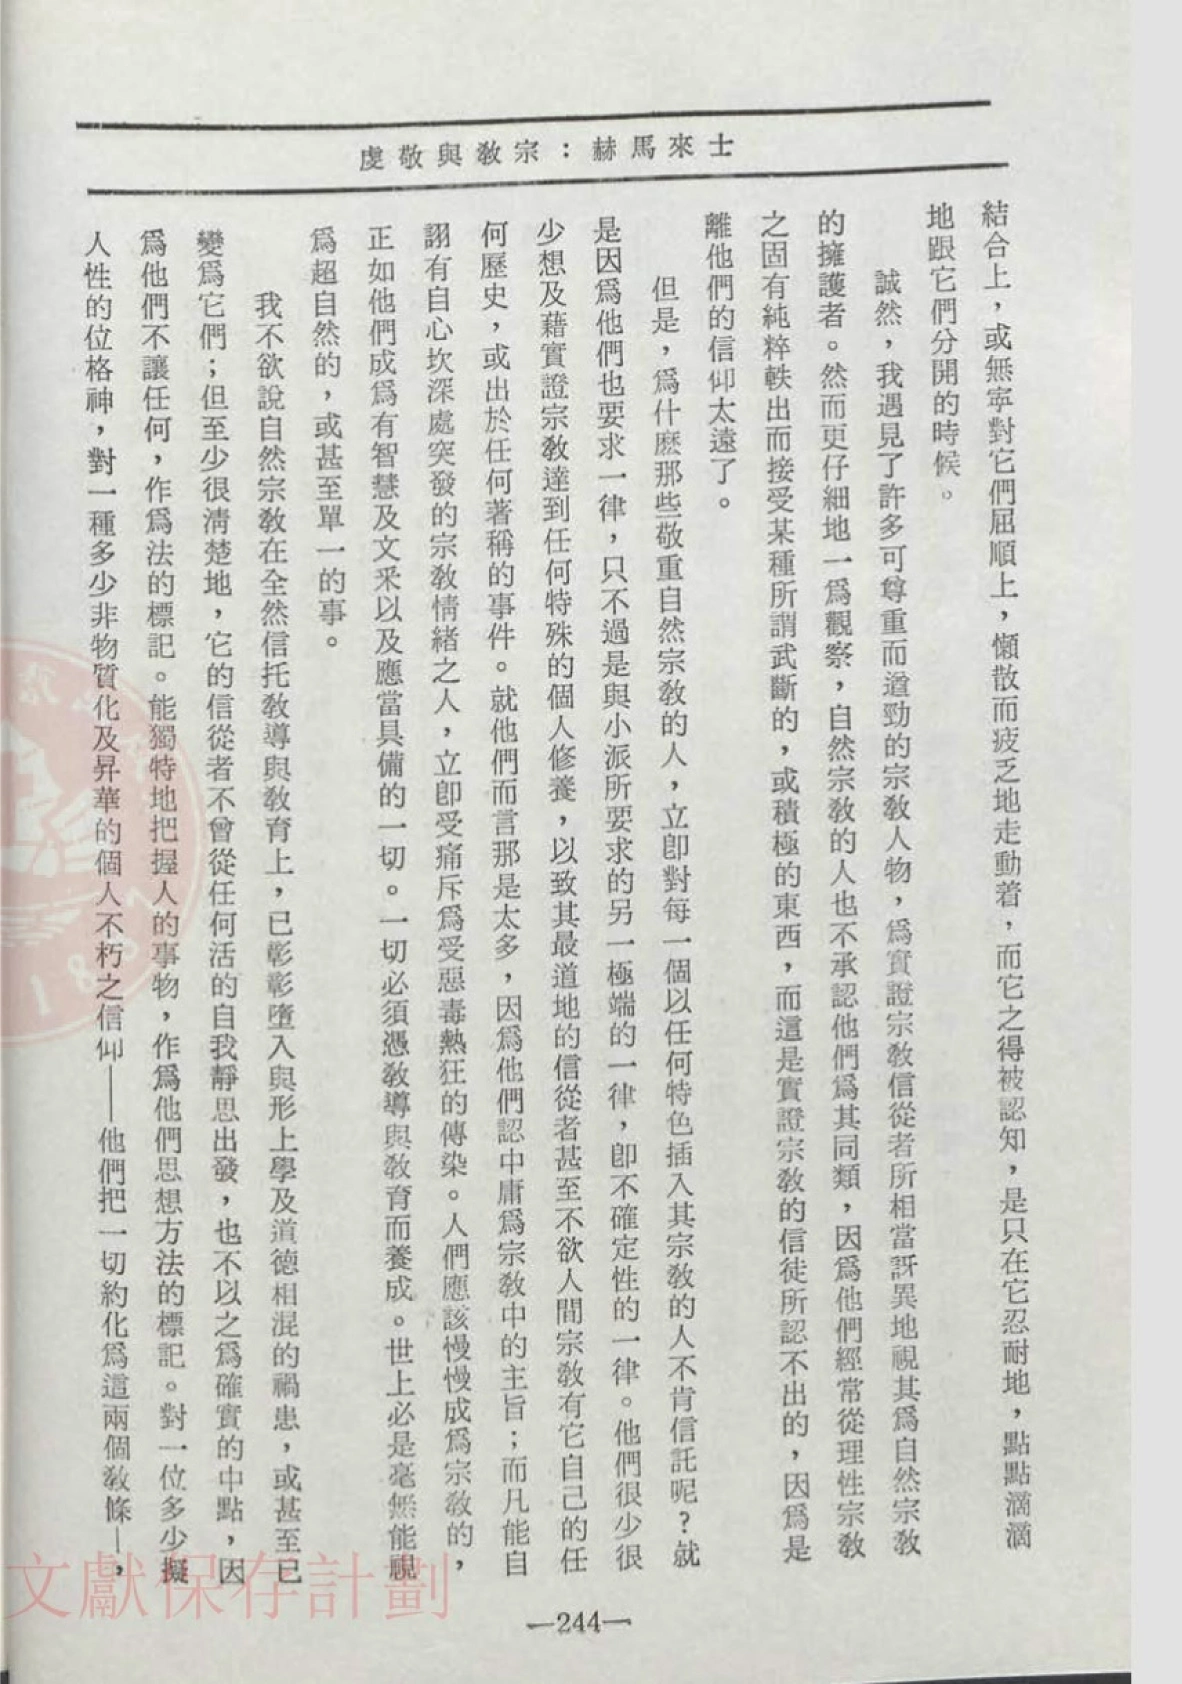 士來馬赫：宗教與敬虔
結合上，或無寧對它們屈順上，懶散而疲乏地走動着，而它之得被認知，是只在它忍耐地，點點滴滴
地跟它們分開的時候。
誠然，我遇見了許多可尊重而遒勁的宗教人物，爲實證宗教信從者所相當訝異地視其爲自然宗教
的擁護者。然而更仔細地一爲觀察，自然宗教的人也不承認他們爲其同類，因爲他們經常從理性宗教
之固有純粹軼出而接受某種所謂武斷的，或積極的東西，而這是實證宗教的信徒所認不出的，因爲是
離他們的信仰太遠了。
但是，爲什麽那些敬重自然宗教的人，立卽對每一個以任何特色插入其宗教的人不肯信託呢？就
是因爲他們也要求一律，只不過是與小派所要求的另一極端的一律，卽不確定性的一律。他們很少很
少想及藉實證宗教達到任何特殊的個人修養，以致其最道地的信從者甚至不欲人間宗教有它自己的任
何歷史，或出於任何著稱的事件。就他們而言那是太多，因爲他們認中庸爲宗教中的主旨；而凡能自
詡有自心坎深處突發的宗教情緒之人，立卽受痛斥爲受惡毒熱狂的傳染。人們應該慢慢成爲宗教的，
正如他們成爲有智慧及文釆以及應當具備的一切。一切必須憑教導與教育而養成。世上必是毫無能視
爲超自然的，或甚至單一的事。
我不欲說自然宗教在全然信托教導與教育上，已彰彰墮入與形上學及道德相混的禍患，或甚至已
變爲它們；但至少很淸楚地，它的信從者不曾從任何活的自我靜思出發，也不以之爲確實的中點，因
爲他們不讓任何，作爲法的標記。能獨特地把握人的事物，作爲他們思想方法的標記。對一位多少擬
人性的位格神，對一種多少非物質化及昇華的個人不朽之信仰——他們把一切約化爲這兩個教條—，
—244—
文獻保存計劃